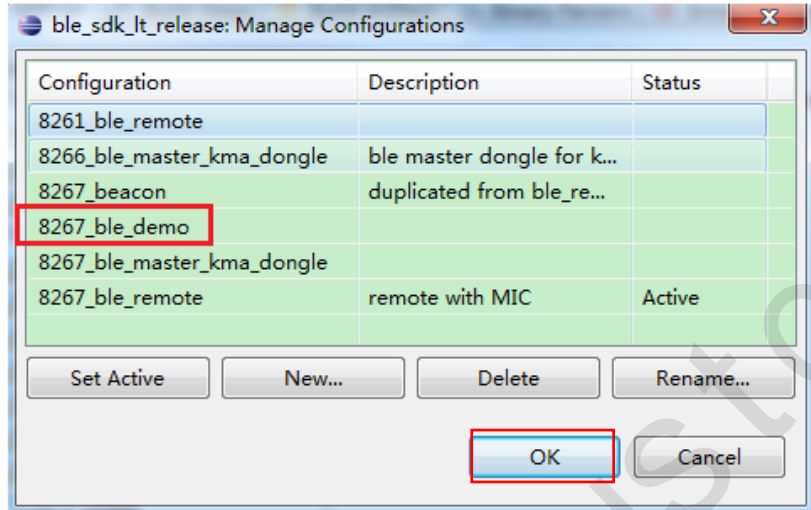 ble_sdk_lt_release: Manage Configurations
Configuration Description Status
8261_ble_remote
8266_ble_master_kma_dongle ble master dongle for k...
8267_beacon duplicated from ble_re...
8267_ble_demo
8267_ble_master_kma_dongle
8267_ble_remote remote with MIC Active
Set Active New... Delete Rename...
OK Cancel